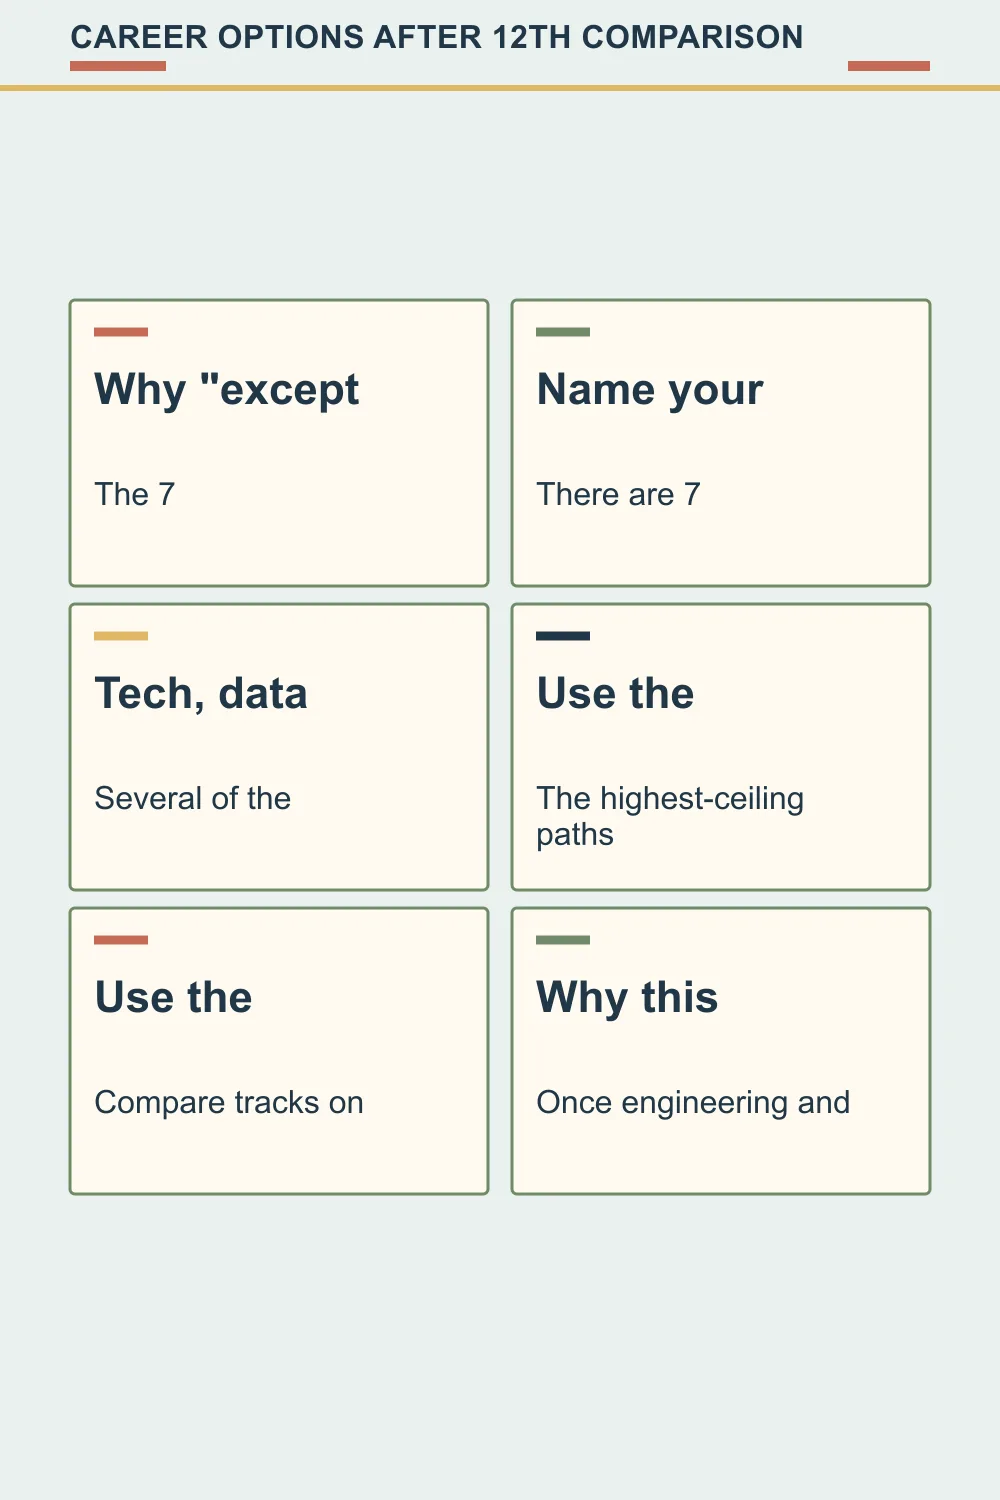 CAREER OPTIONS AFTER 12TH COMPARISON
Why "except
The 7
Name your
There are 7
Tech, data
Several of the
Use the
The highest-ceiling
paths
Use the
Compare tracks on
Why this
Once engineering and